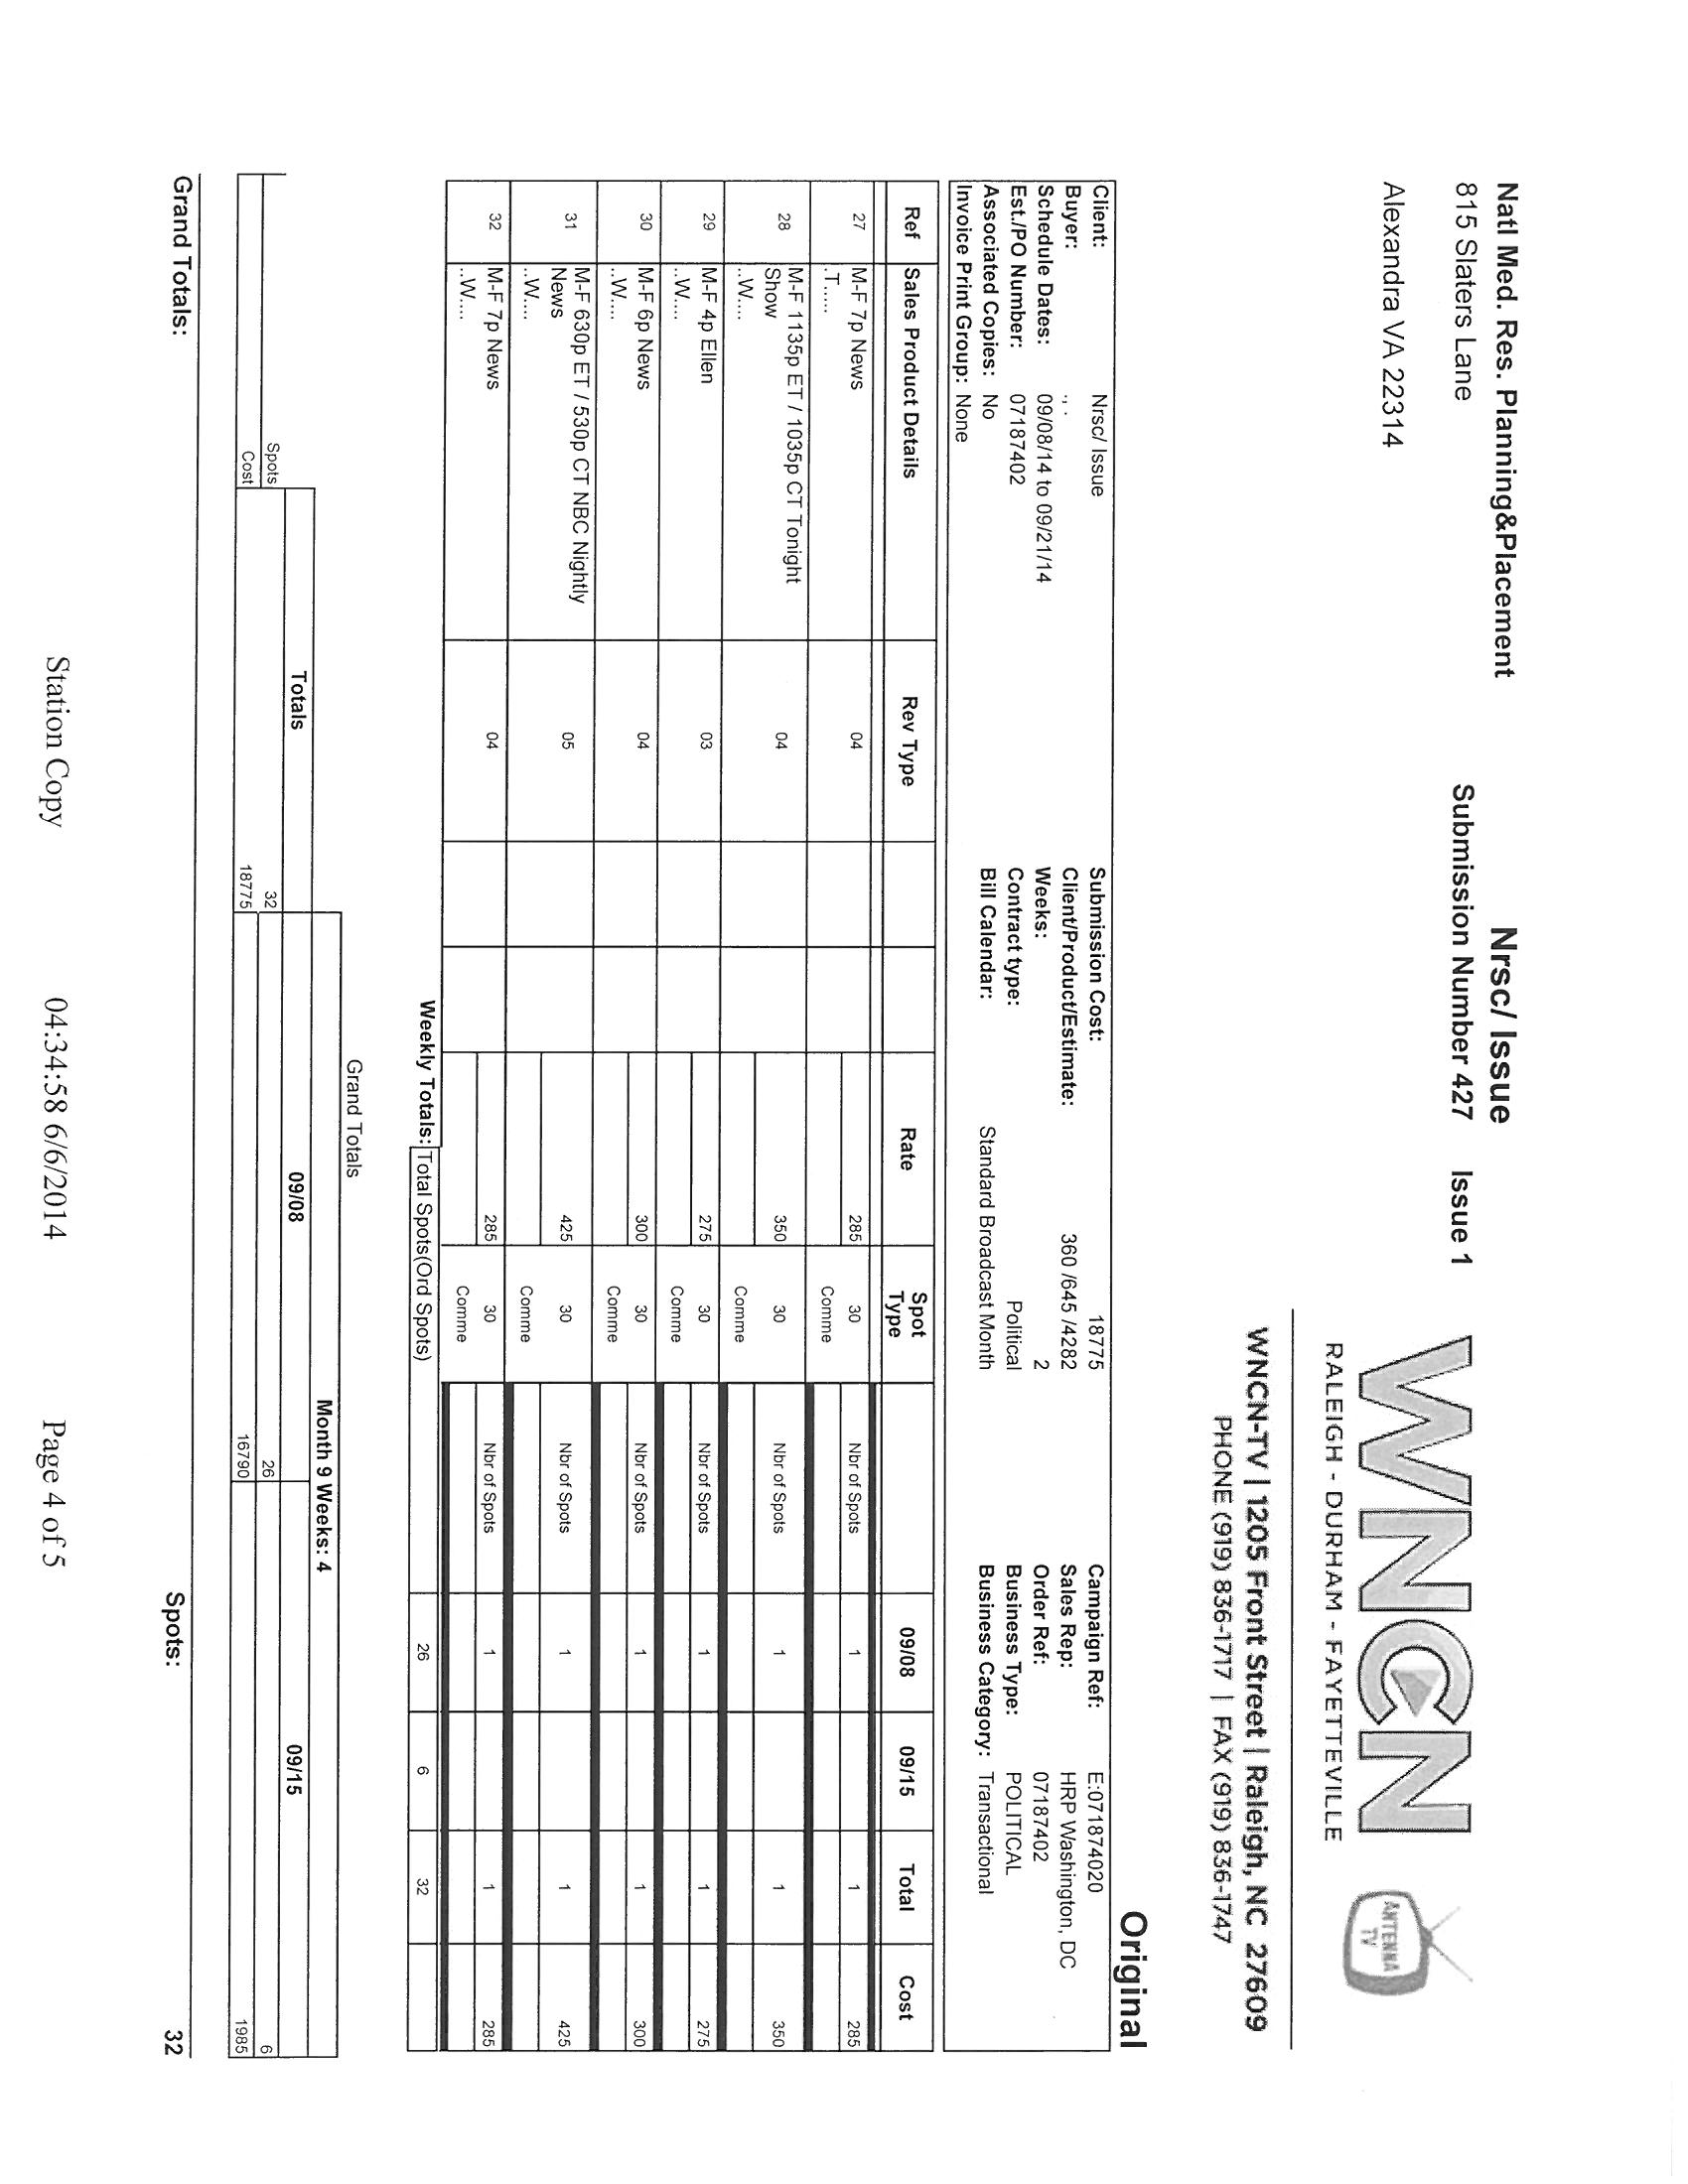 Natl Med. Res. Planning&Placement
815 Slaters Lane
Alexandra VA 22314
Nrsc/ Issue
Submission Number 427 Issue 1
WNCN
RALEIGH - DURHAM - FAYETTEVILLE
ANTENNA
TV
WNCN-TV | 1205 Front Street | Raleigh, NC 27609
PHONE (919) 836-1717 | FAX (919) 836-1747
Original
Client: Nrsc/ Issue Submission Cost: 18775 Campaign Ref: E:071874020
Buyer: ., . Client/Product/Estimate: 360 /645 /4282 Sales Rep: HRP Washington, DC
Schedule Dates: 09/08/14 to 09/21/14 Weeks: 2 Order Ref: 07187402
Est./PO Number: 07187402 Contract type: Political Business Type: POLITICAL
Associated Copies: No Bill Calendar: Standard Broadcast Month Business Category: Transactional
Invoice Print Group: None
Ref Sales Product Details Rev Type Rate Spot Type 09/08 09/15 Total Cost
27 M-F 7p News 04 285 30 Nbr of Spots 1 1 285
.T..... Comme
28 M-F 1135p ET / 1035p CT Tonight 04 350 30 Nbr of Spots 1 1 350
Show
..W.... Comme
29 M-F 4p Ellen 03 275 30 Nbr of Spots 1 1 275
..W.... Comme
30 M-F 6p News 04 300 30 Nbr of Spots 1 1 300
..W.... Comme
31 M-F 630p ET / 530p CT NBC Nightly 05 425 30 Nbr of Spots 1 1 425
News
..W.... Comme
32 M-F 7p News 04 285 30 Nbr of Spots 1 1 285
..W.... Comme
Weekly Totals: Total Spots(Ord Spots) 26 6 32
Grand Totals
Month 9 Weeks: 4
Totals 09/08 09/15
Spots 32 26 6
Cost 18775 16790 1985
Grand Totals: Spots: 32
Station Copy 04:34:58 6/6/2014 Page 4 of 5